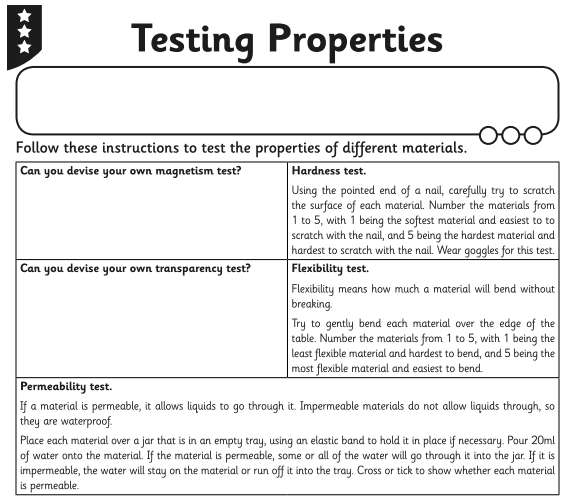 Testing Properties
Follow these instructions to test the properties of different materials.
Can you devise your own magnetism test?
Hardness test.
Using the pointed end of a nail, carefully try to scratch
the surface of each material. Number the materials from
1 to 5, with 1 being the softest material and easiest to to
scratch with the nail, and 5 being the hardest material and
hardest to scratch with the nail. Wear goggles for this test.
Can you devise your own transparency test?
Flexibility test.
Flexibility means how much a material will bend without
breaking.
Try to gently bend each material over the edge of the
table. Number the materials from 1 to 5, with 1 being the
least flexible material and hardest to bend, and 5 being the
most flexible material and easiest to bend.
Permeability test.
If a material is permeable, it allows liquids to go through it. Impermeable materials do not allow liquids through, so
they are waterproof.
Place each material over a jar that is in an empty tray, using an elastic band to hold it in place if necessary. Pour 20ml
of water onto the material. If the material is permeable, some or all of the water will go through it into the jar. If it is
impermeable, the water will stay on the material or run off it into the tray. Cross or tick to show whether each material
is permeable.